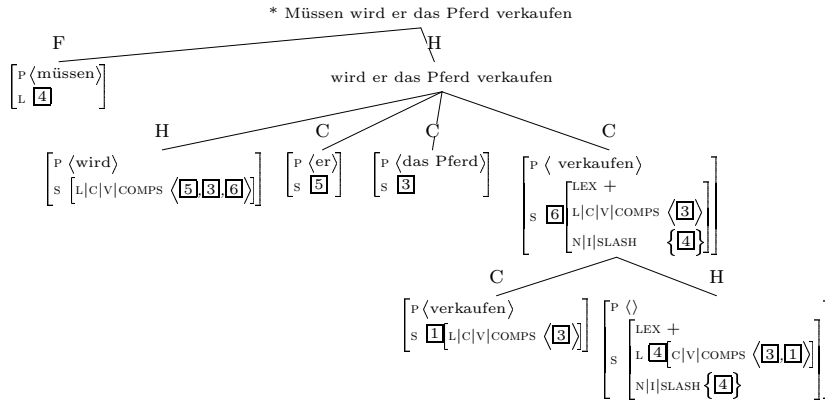 * Müssen wird er das Pferd verkaufen
F H
P ⟨müssen⟩
L 4
wird er das Pferd verkaufen
H C C C
P ⟨wird⟩
S [L|C|V|COMPS ⟨5,3,6⟩]
P ⟨er⟩
S 5
P ⟨das Pferd⟩
S 3
P ⟨ verkaufen⟩
LEX +
S 6 L|C|V|COMPS ⟨3⟩
N|I|SLASH {4}
C H
P ⟨verkaufen⟩
S 1 [L|C|V|COMPS ⟨3⟩]
P ⟨⟩
LEX +
S L 4 [C|V|COMPS ⟨3,1⟩]
N|I|SLASH {4}